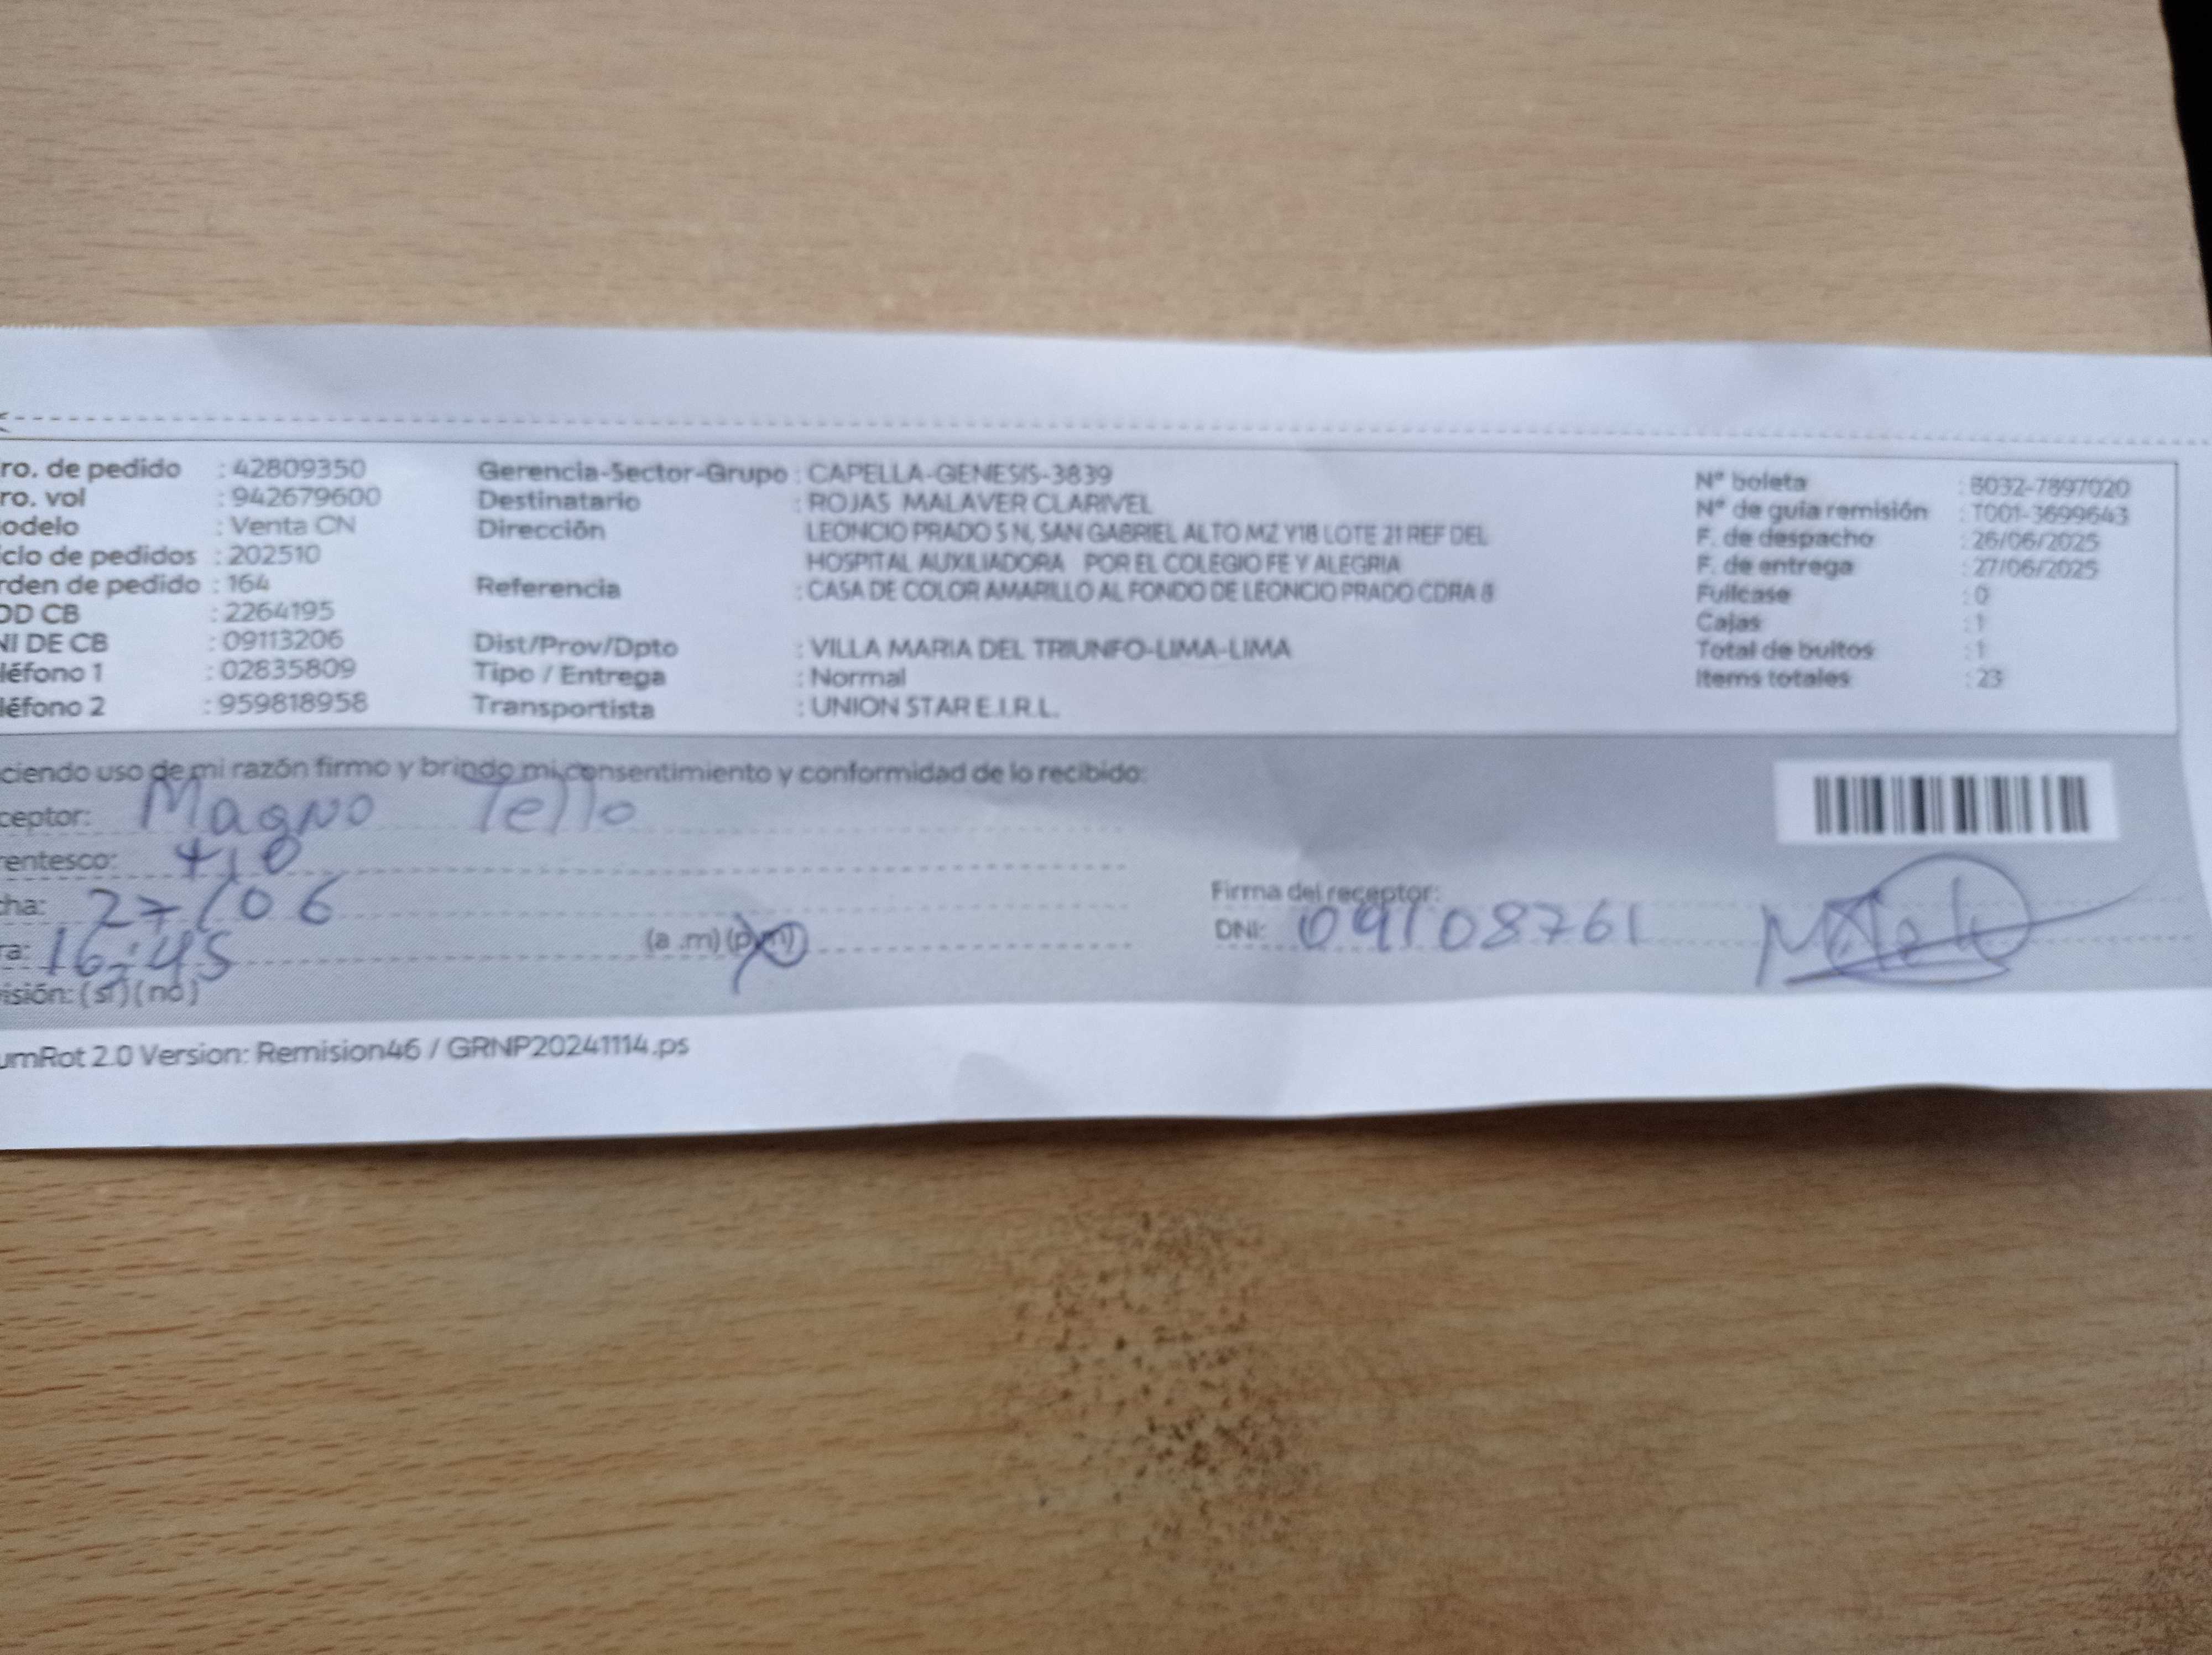 ro. de pedido : 42809350
ro. vol : 942679600
odelo : Venta CN
iclo de pedidos : 202510
rden de pedido : 164
OD CB : 2264195
NI DE CB : 09113206
léfono 1 : 02835809
léfono 2 : 959818958
Gerencia-Sector-Grupo : CAPELLA-GENESIS-3839
Destinatario : ROJAS MALAVER CLARIVEL
Dirección LEONCIO PRADO S N, SAN GABRIEL ALTO MZ Y18 LOTE 21 REF DEL
HOSPITAL AUXILIADORA POR EL COLEGIO FE Y ALEGRIA
Referencia : CASA DE COLOR AMARILLO AL FONDO DE LEONCIO PRADO CDRA 8
Dist/Prov/Dpto : VILLA MARIA DEL TRIUNFO-LIMA-LIMA
Tipo / Entrega : Normal
Transportista : UNION STAR E.I.R.L.
N° boleta : B032-7897020
N° de guia remisión : T001-3699643
F. de despacho : 26/06/2025
F. de entrega : 27/06/2025
Fullcase : 0
Cajas : 1
Total de bultos : 1
Items totales : 23
ciendo uso de mi razón firmo y brindo mi consentimiento y conformidad de lo recibido:
ceptor: Magno Tello
rentesco: tio
cha: 27/06
ra: 16:45 (a .m) (p.m)
isión: (si) (no)
Firma del receptor:
DNI: 09108761
umRot 2.0 Version: Remision46 / GRNP20241114.ps